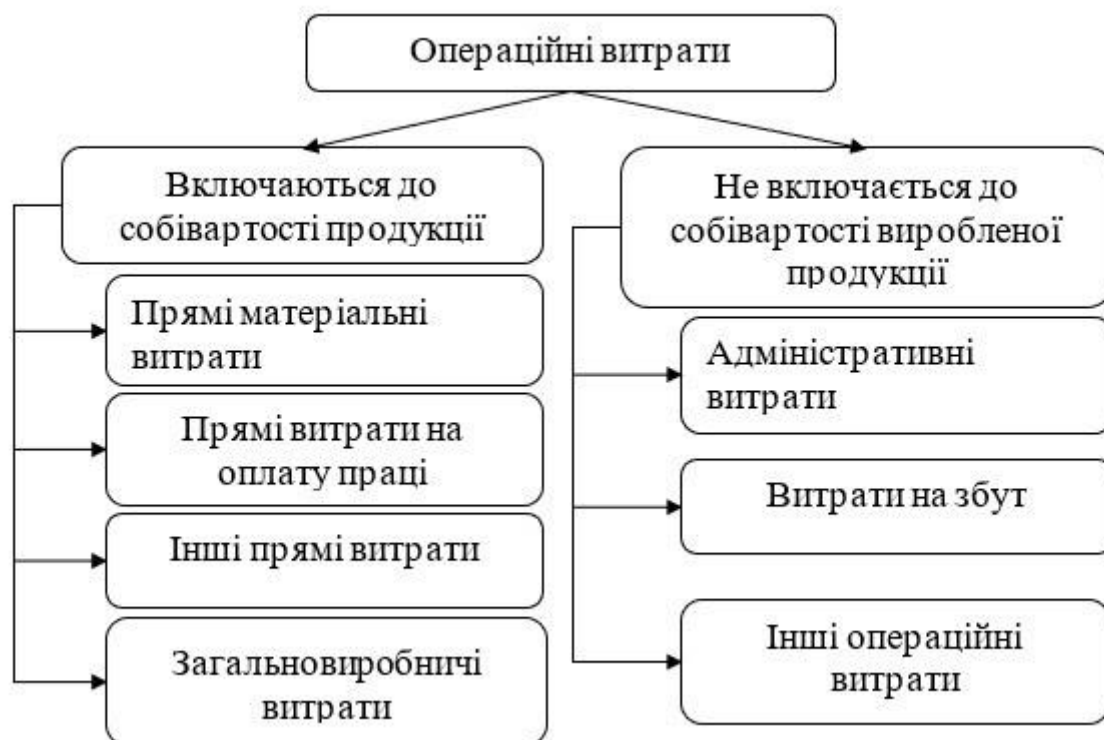 Операційні витрати
Включаються до
собівартості продукції
Прямі матеріальні
витрати
Прямі витрати на
оплату праці
Інші прямі витрати
Загальновиробничі
витрати
Не включається до
собівартості виробленої
продукції
Адміністративні
витрати
Витрати на збут
Інші операційні
витрати